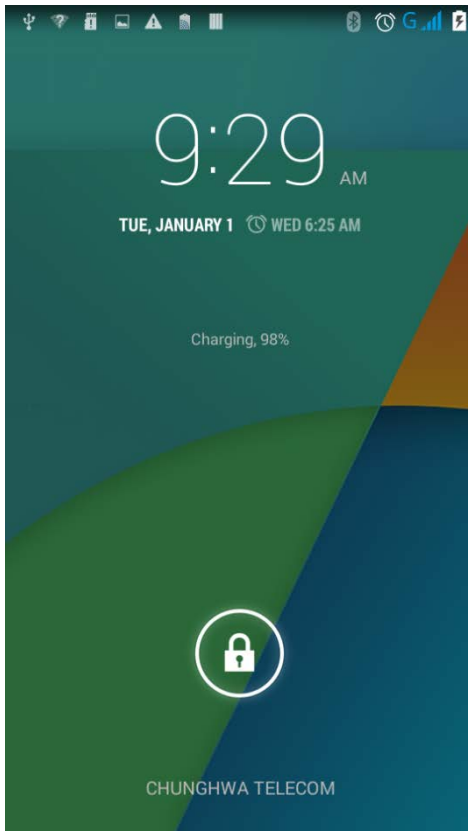 G
9:29 AM
TUE, JANUARY 1 WED 6:25 AM
Charging, 98%
CHUNGHWA TELECOM